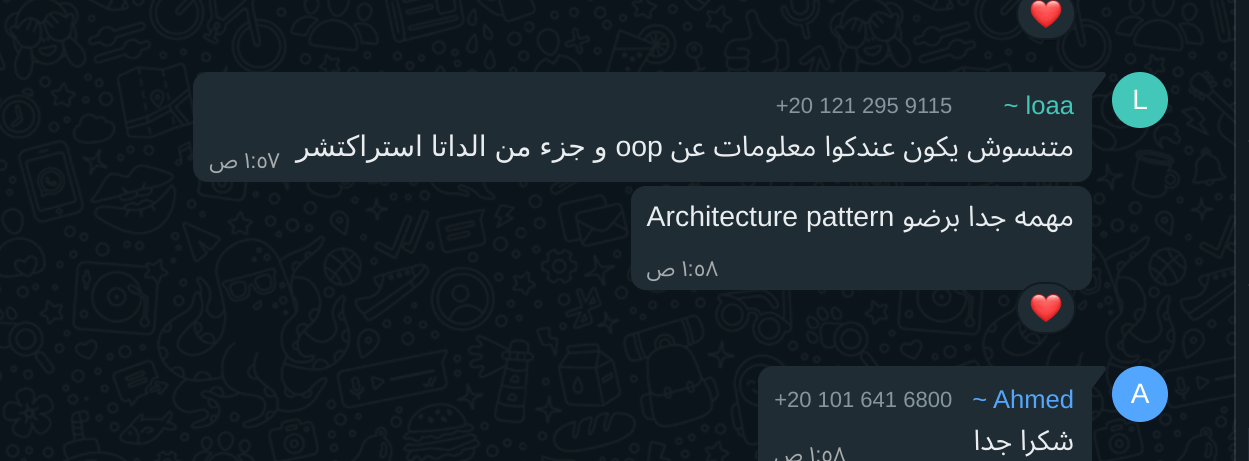 ~ loaa +20 121 295 9115
متنسوش يكون عندكوا معلومات عن oop و جزء من الداتا استراكتشر
١:٥٧ ص
L
مهمه جدا برضو Architecture pattern
١:٥٨ ص
~ Ahmed +20 101 641 6800
A
شكرا جدا
١:٥٨ ص